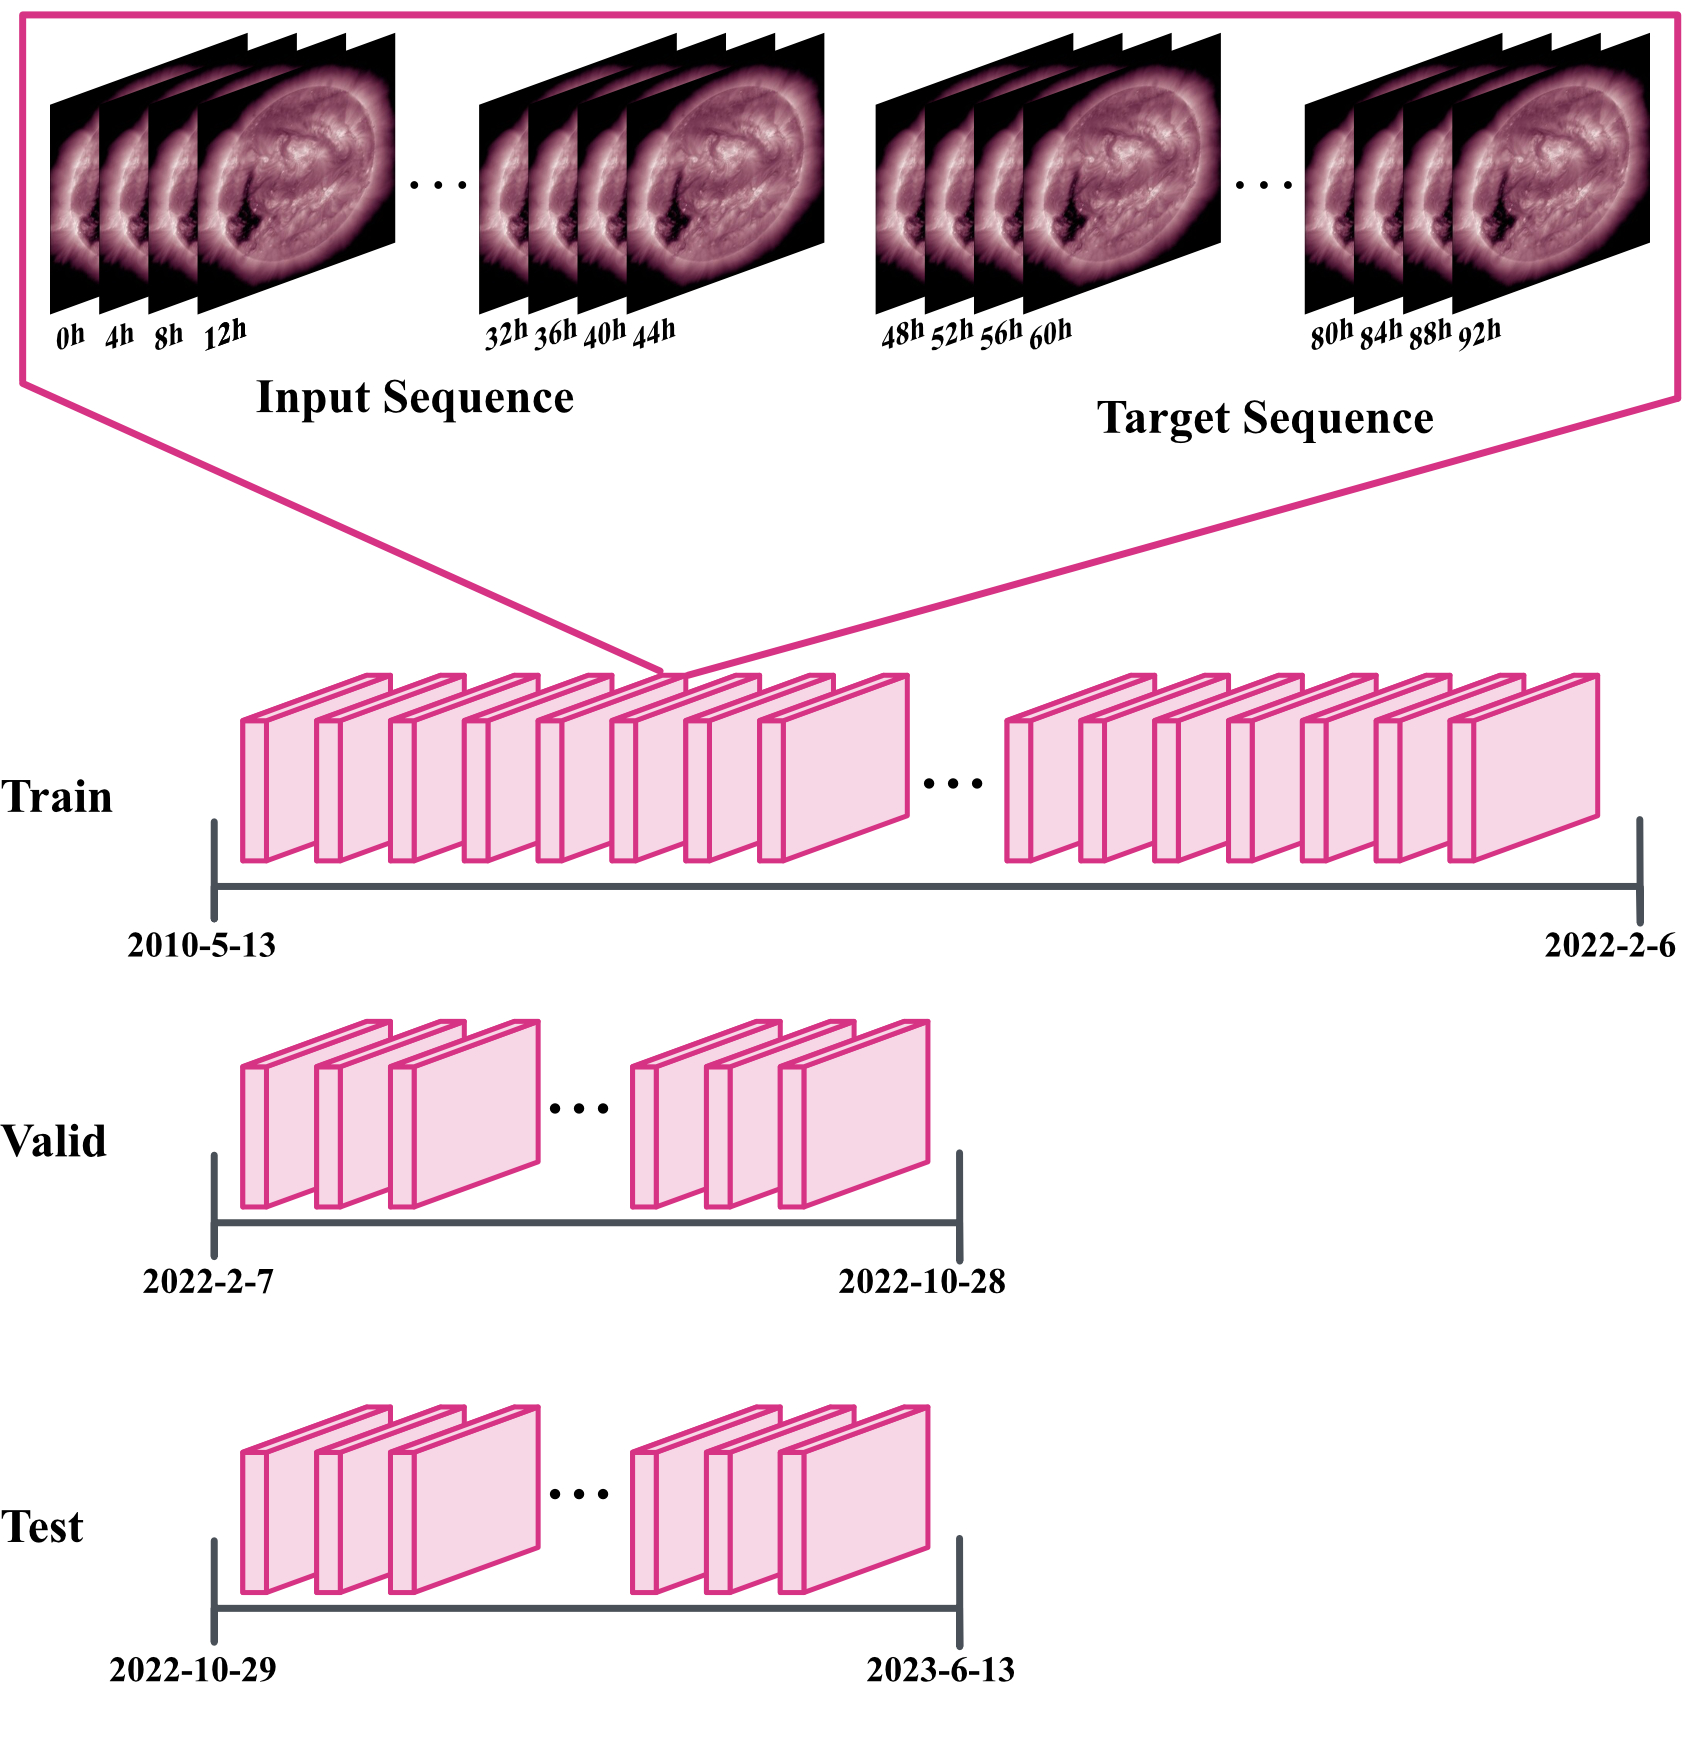 0h 4h 8h 12h 32h 36h 40h 44h 48h 52h 56h 60h 80h 84h 88h 92h
Input Sequence
Target Sequence
Train
2010-5-13 2022-2-6
Valid
2022-2-7 2022-10-28
Test
2022-10-29 2023-6-13